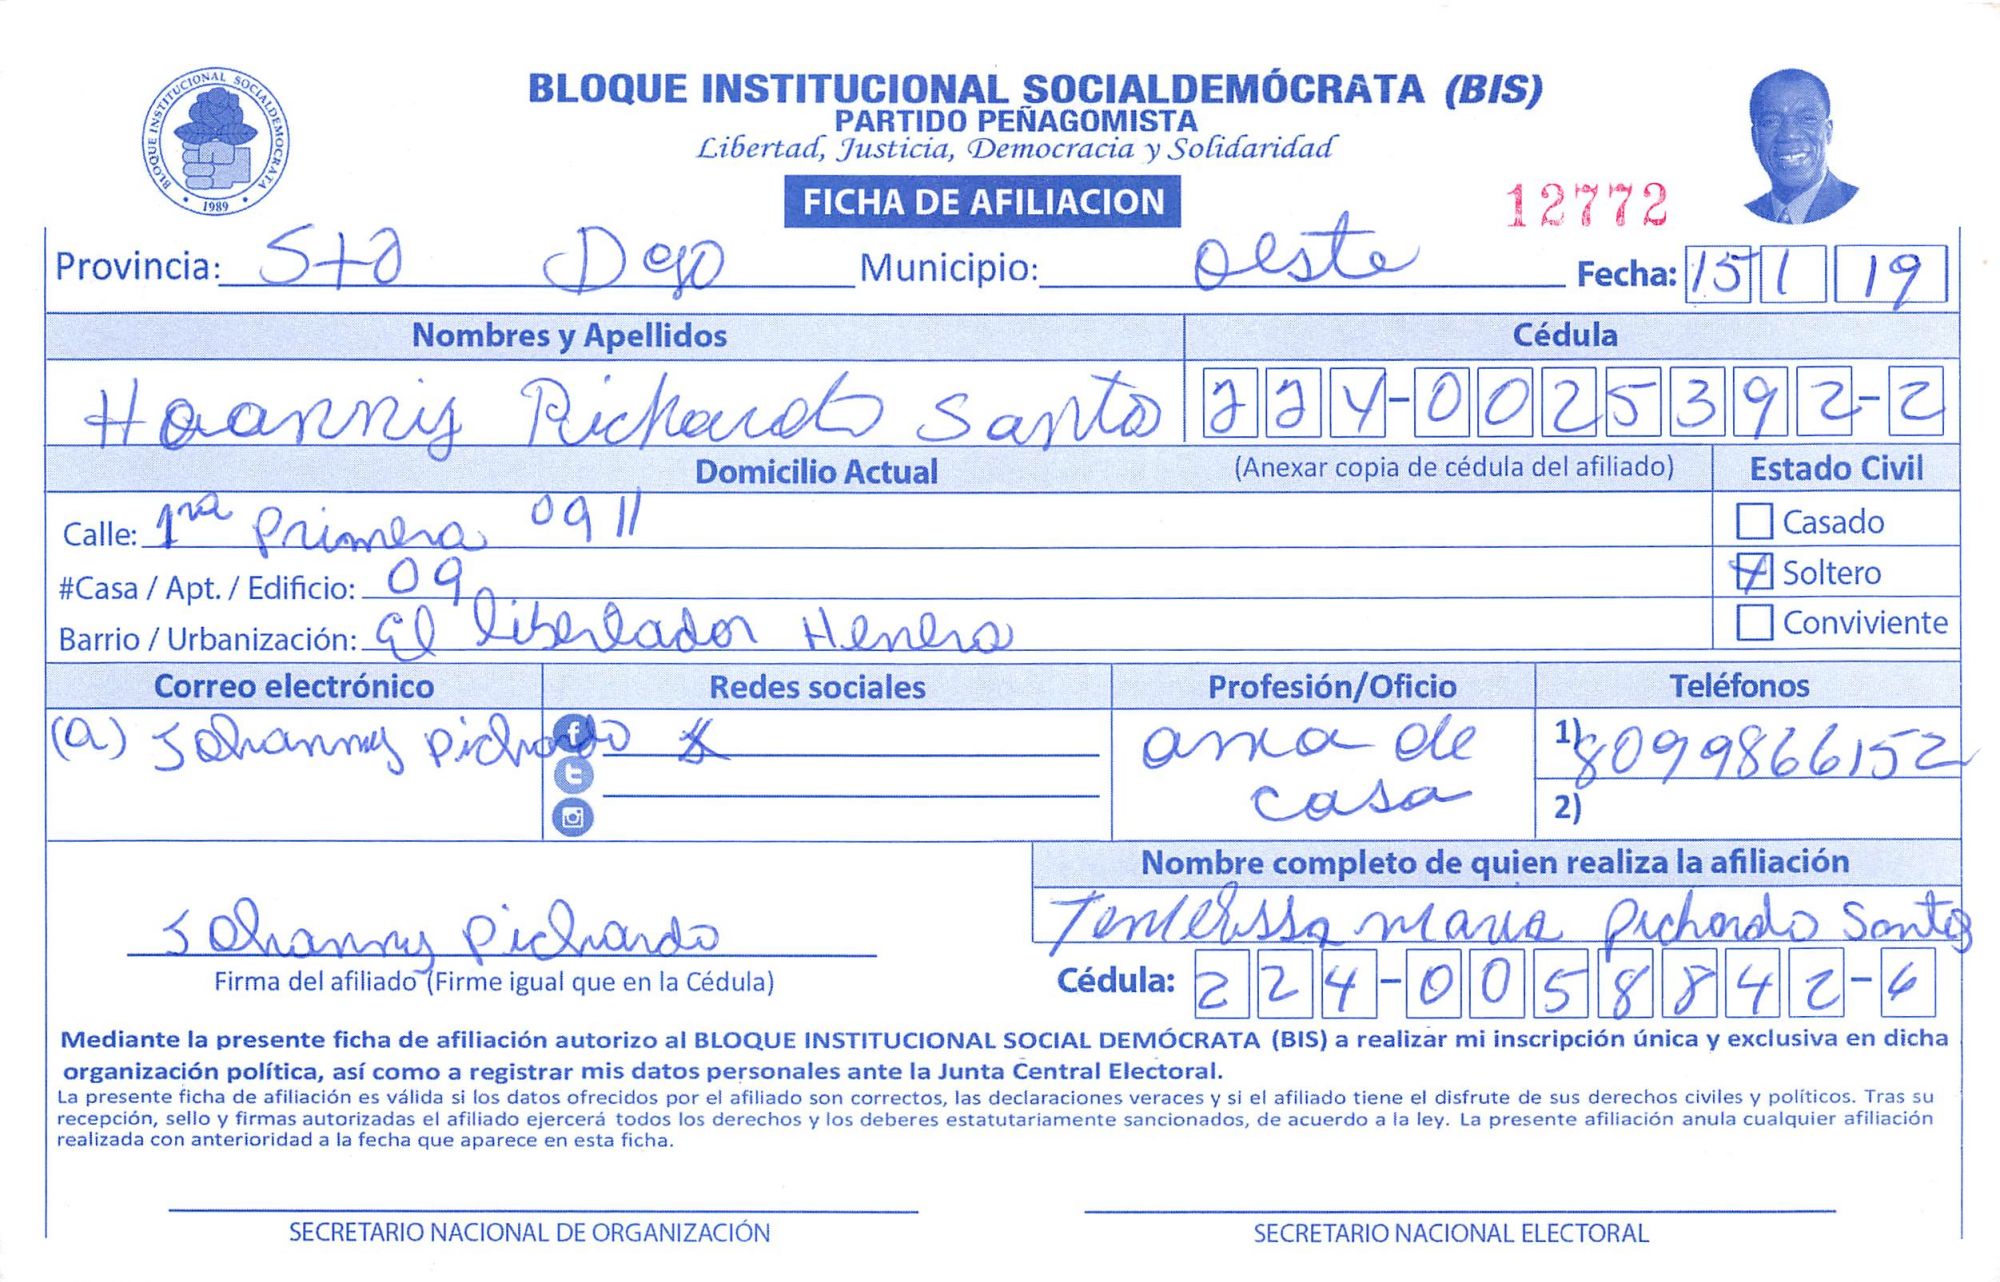 BLOQUE INSTITUCIONAL SOCIALDEMOCRATA
1989
BLOQUE INSTITUCIONAL SOCIALDEMÓCRATA (BIS)
PARTIDO PEÑAGOMISTA
Libertad, Justicia, Democracia y Solidaridad
FICHA DE AFILIACION
12772
Provincia: Sto Dgo Municipio: Oeste Fecha: 15 1 19
Nombres y Apellidos Cédula
Hoanny Pichardo Santo 224-0025392-2
Domicilio Actual (Anexar copia de cédula del afiliado) Estado Civil
Calle: 1ra Primera 09 11 Casado
#Casa / Apt. / Edificio: 09 Soltero
Barrio / Urbanización: El libertador Herrera Conviviente
Correo electrónico Redes sociales Profesión/Oficio Teléfonos
(a) Johanny Pichardo ama de casa 1) 8099866152
2)
Nombre completo de quien realiza la afiliación
Maria Pichardo Santos
Johanny Pichardo
Firma del afiliado (Firme igual que en la Cédula) Cédula: 224-0058842-6
Mediante la presente ficha de afiliación autorizo al BLOQUE INSTITUCIONAL SOCIAL DEMÓCRATA (BIS) a realizar mi inscripción única y exclusiva en dicha
organización política, así como a registrar mis datos personales ante la Junta Central Electoral.
La presente ficha de afiliación es válida si los datos ofrecidos por el afiliado son correctos, las declaraciones veraces y si el afiliado tiene el disfrute de sus derechos civiles y políticos. Tras su
recepción, sello y firmas autorizadas el afiliado ejercerá todos los derechos y los deberes estatutariamente sancionados, de acuerdo a la ley. La presente afiliación anula cualquier afiliación
realizada con anterioridad a la fecha que aparece en esta ficha.
SECRETARIO NACIONAL DE ORGANIZACIÓN SECRETARIO NACIONAL ELECTORAL